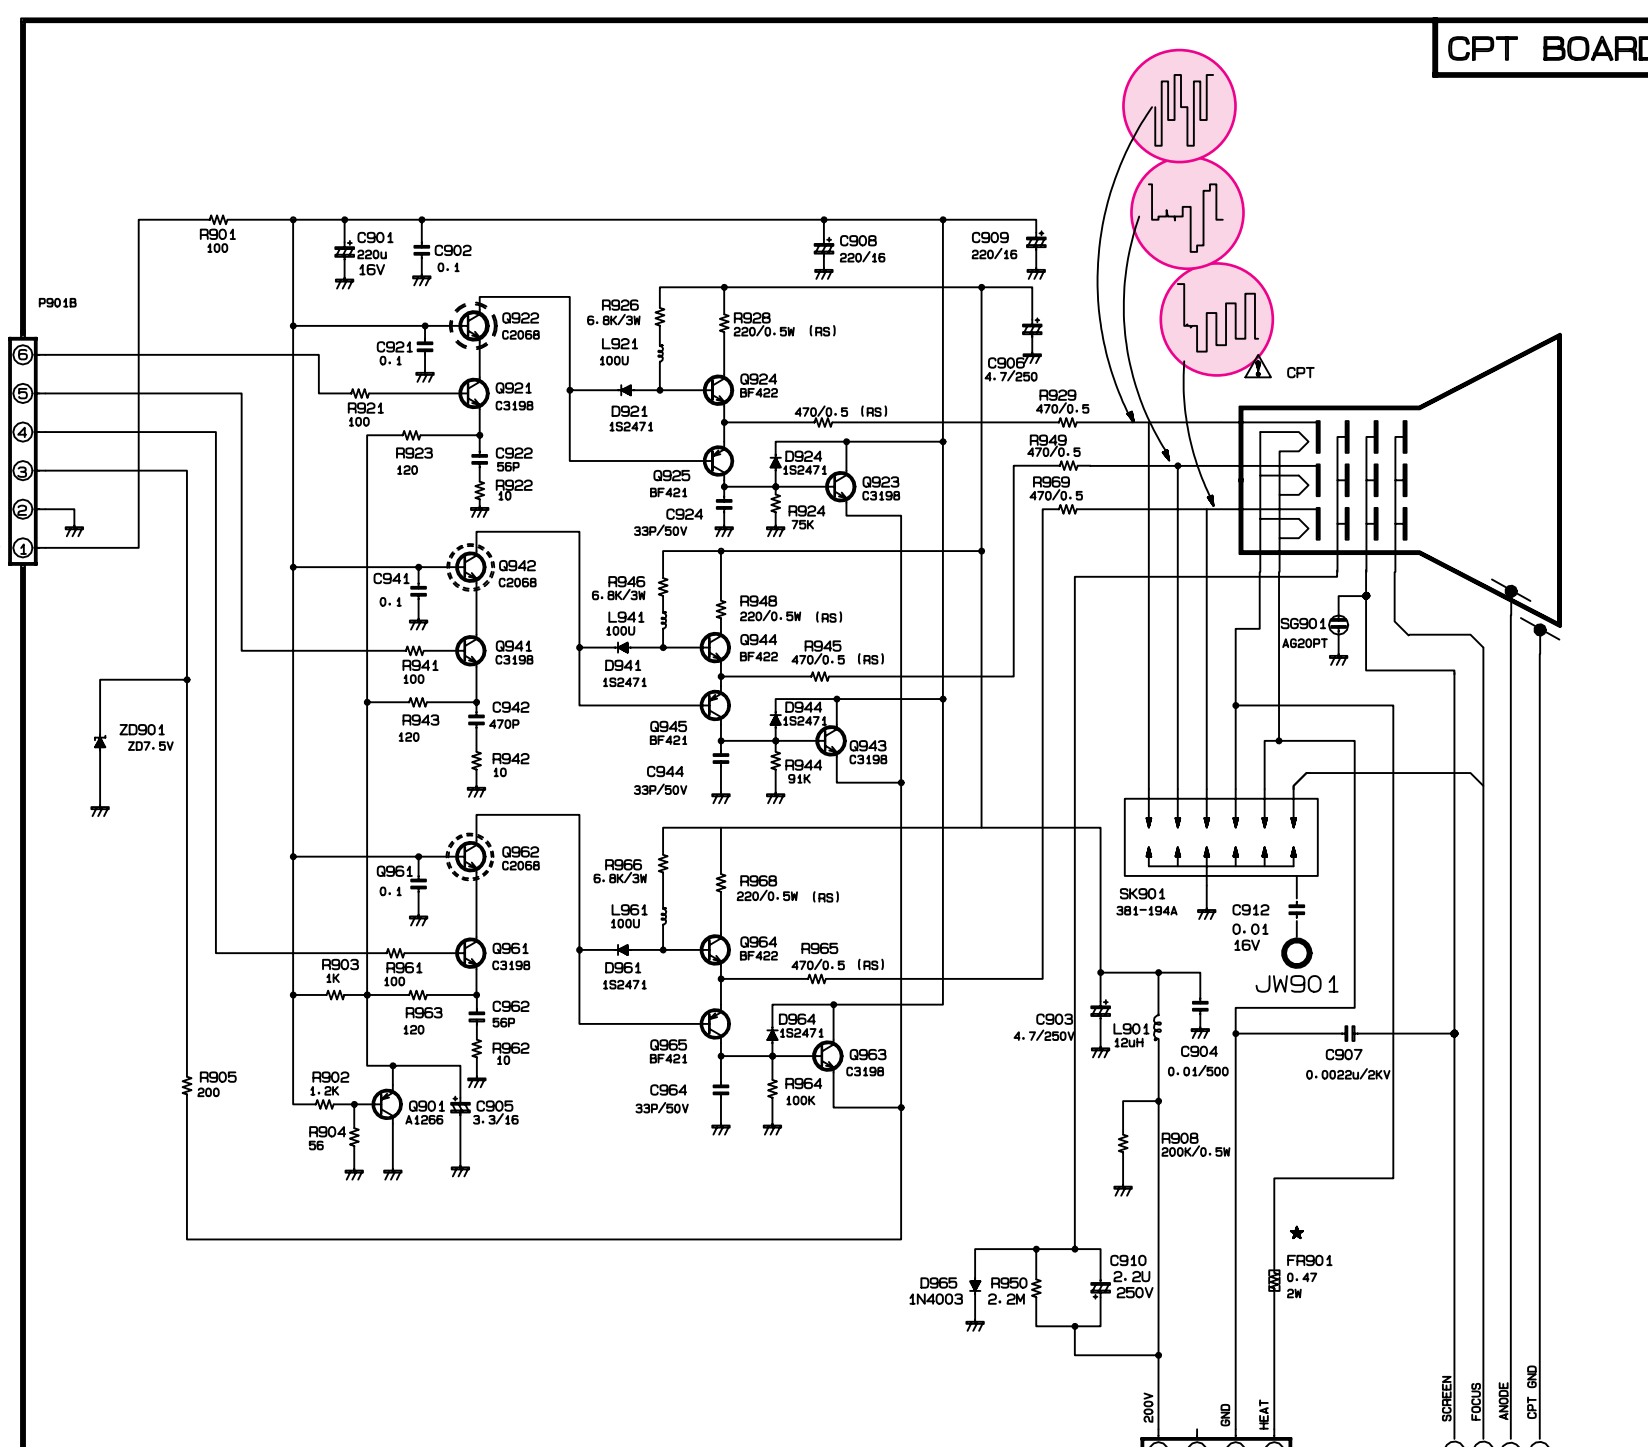 CPT BOARD
R901
100
C901
220u
16V
C902
0.1
C908
220/16
C909
220/16
P901B
6
5
4
3
2
1
Q922
C2068
C921
0.1
R926
6.8K/3W
L921
100U
R928
220/0.5W (RS)
C906
4.7/250
CPT
Q921
C3198
R921
100
D921
1S2471
Q924
BF422
470/0.5 (RS)
R929
470/0.5
R949
470/0.5
R969
470/0.5
R923
120
C922
56P
R922
10
Q925
BF421
C924
33P/50V
D924
1S2471
R924
75K
Q923
C3198
Q942
C2068
C941
0.1
R946
6.8K/3W
L941
100U
R948
220/0.5W (RS)
Q941
C3198
R941
100
D941
1S2471
Q944
BF422
R945
470/0.5 (RS)
SG901
AG20PT
R943
120
C942
470P
R942
10
Q945
BF421
C944
33P/50V
D944
1S2471
R944
91K
Q943
C3198
ZD901
ZD7.5V
Q962
C2068
Q961
0.1
R966
6.8K/3W
L961
100U
R968
220/0.5W (RS)
SK901
381-194A
C912
0.01
16V
JW901
Q961
C3198
R903
1K
R961
100
D961
1S2471
Q964
BF422
R965
470/0.5 (RS)
R963
120
C962
56P
R962
10
Q965
BF421
C964
33P/50V
D964
1S2471
R964
100K
Q963
C3198
C903
4.7/250V
L901
12uH
C904
0.01/500
C907
0.0022u/2KV
R905
200
R902
1.2K
R904
56
Q901
A1266
C905
3.3/16
R908
200K/0.5W
D965
1N4003
R950
2.2M
C910
2.2U
250V
FR901
0.47
2W
200V
GND
HEAT
SCREEN
FOCUS
ANODE
CPT GND